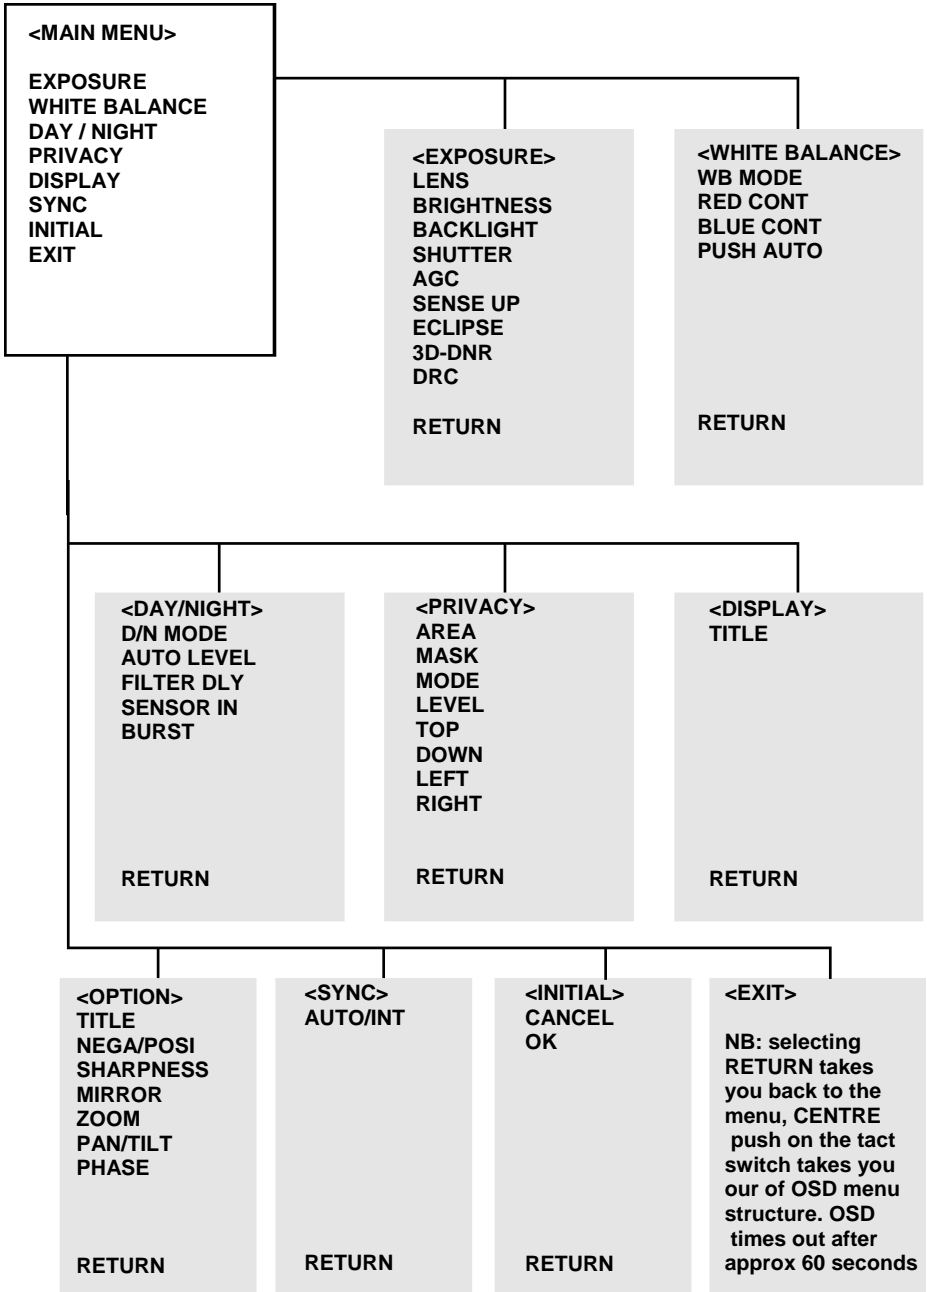 <MAIN MENU>
EXPOSURE
WHITE BALANCE
DAY / NIGHT
PRIVACY
DISPLAY
SYNC
INITIAL
EXIT
<EXPOSURE>
LENS
BRIGHTNESS
BACKLIGHT
SHUTTER
AGC
SENSE UP
ECLIPSE
3D-DNR
DRC
RETURN
<WHITE BALANCE>
WB MODE
RED CONT
BLUE CONT
PUSH AUTO
RETURN
<DAY/NIGHT>
D/N MODE
AUTO LEVEL
FILTER DLY
SENSOR IN
BURST
RETURN
<PRIVACY>
AREA
MASK
MODE
LEVEL
TOP
DOWN
LEFT
RIGHT
RETURN
<DISPLAY>
TITLE
RETURN
<OPTION>
TITLE
NEGA/POSI
SHARPNESS
MIRROR
ZOOM
PAN/TILT
PHASE
RETURN
<SYNC>
AUTO/INT
RETURN
<INITIAL>
CANCEL
OK
RETURN
<EXIT>
NB: selecting
RETURN takes
you back to the
menu, CENTRE
push on the tact
switch takes you
our of OSD menu
structure. OSD
times out after
approx 60 seconds